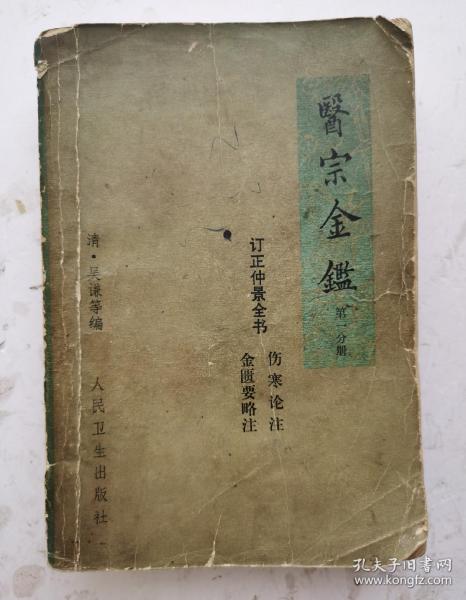 醫宗金鑑
第一分册
订正仲景全书
伤寒论注
金匮要略注
清·吴谦等编
人民卫生出版社
孔夫子旧书网
www.kongfz.com